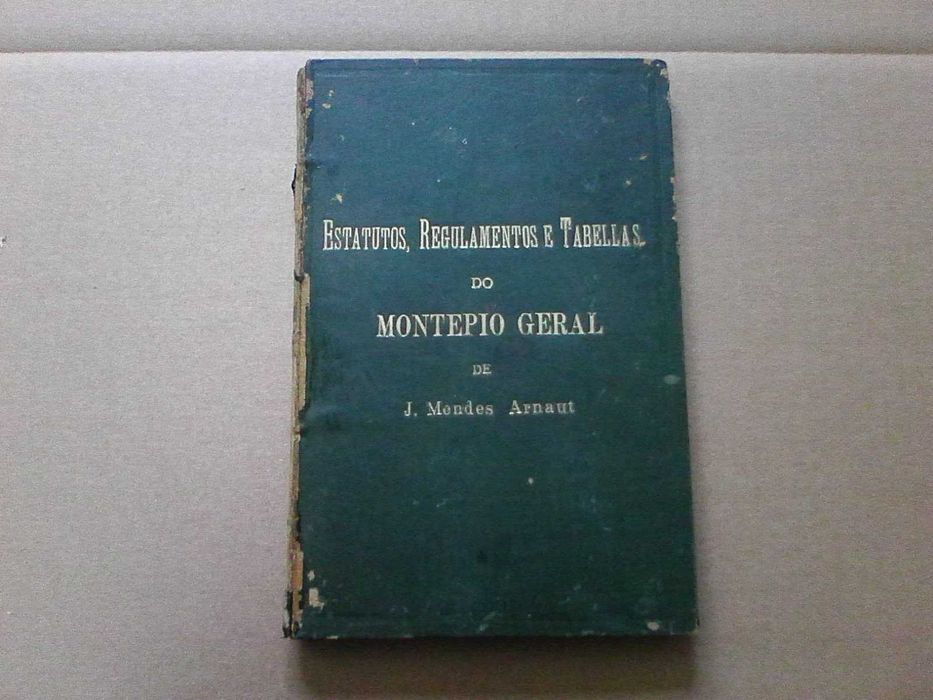 ESTATUTOS, REGULAMENTOS E TABELLAS
DO
MONTEPIO GERAL
DE
J. Mendes Arnaut